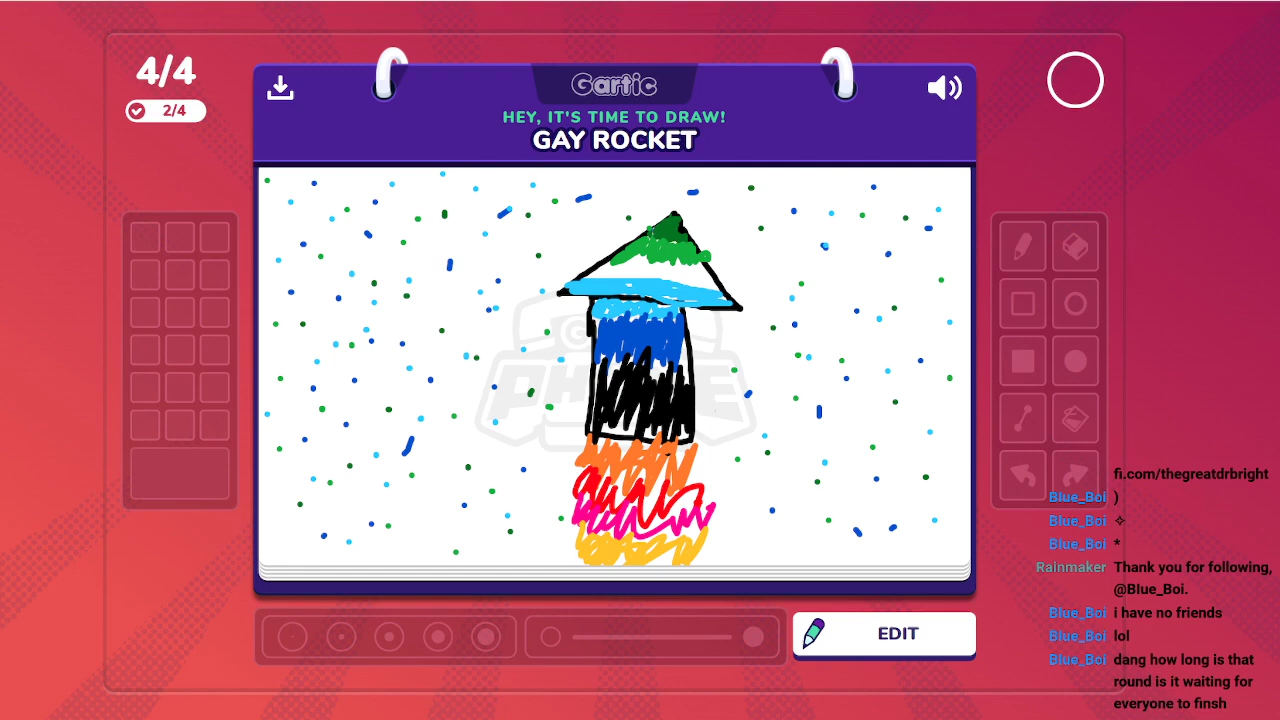 4/4
2/4
Gartic
HEY, IT'S TIME TO DRAW!
GAY ROCKET
PHONE
EDIT
fi.com/thegreatdrbright
Blue_Boi )
Blue_Boi ✧
Blue_Boi *
Rainmaker Thank you for following,
@Blue_Boi.
Blue_Boi i have no friends
Blue_Boi lol
Blue_Boi dang how long is that
round is it waiting for
everyone to finsh